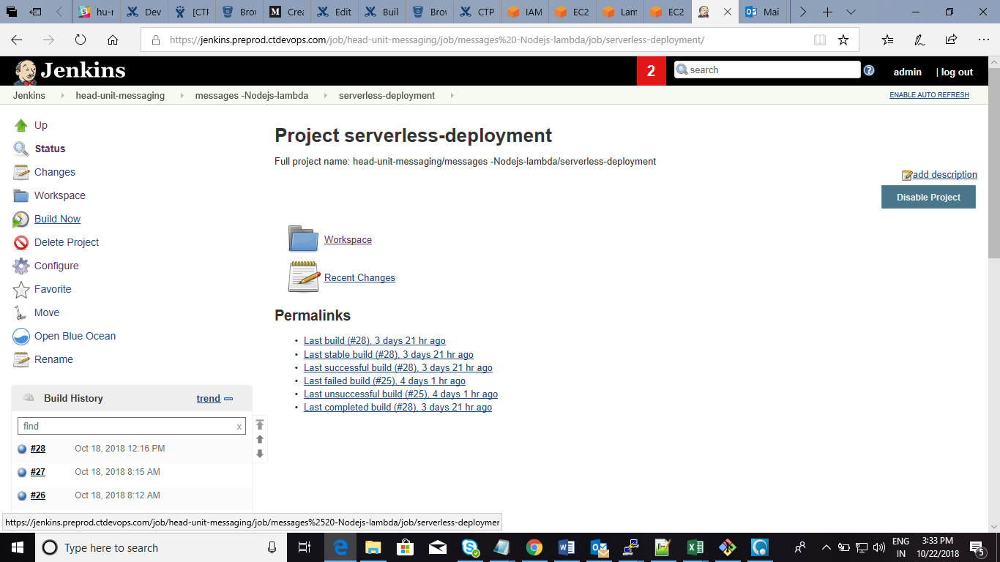 hu-r
Dev
[CTF
Brov
Crea
Edit
Buil
Brov
CTP
IAM
EC2
Lam
EC2
Mai
https://jenkins.preprod.ctdevops.com/job/head-unit-messaging/job/messages%20-Nodejs-lambda/job/serverless-deployment/
Jenkins
2
search
admin
| log out
Jenkins
head-unit-messaging
messages -Nodejs-lambda
serverless-deployment
ENABLE AUTO REFRESH
Up
Status
Changes
Workspace
Build Now
Delete Project
Configure
Favorite
Move
Open Blue Ocean
Rename
Project serverless-deployment
Full project name: head-unit-messaging/messages -Nodejs-lambda/serverless-deployment
add description
Disable Project
Workspace
Recent Changes
Permalinks
Last build (#28), 3 days 21 hr ago
Last stable build (#28), 3 days 21 hr ago
Last successful build (#28), 3 days 21 hr ago
Last failed build (#25), 4 days 1 hr ago
Last unsuccessful build (#25), 4 days 1 hr ago
Last completed build (#28), 3 days 21 hr ago
Build History
trend
find
x
#28 Oct 18, 2018 12:16 PM
#27 Oct 18, 2018 8:15 AM
#26 Oct 18, 2018 8:12 AM
https://jenkins.preprod.ctdevops.com/job/head-unit-messaging/job/messages%2520-Nodejs-lambda/job/serverless-deploymer
Type here to search
ENG
IN
3:33 PM
10/22/2018
5